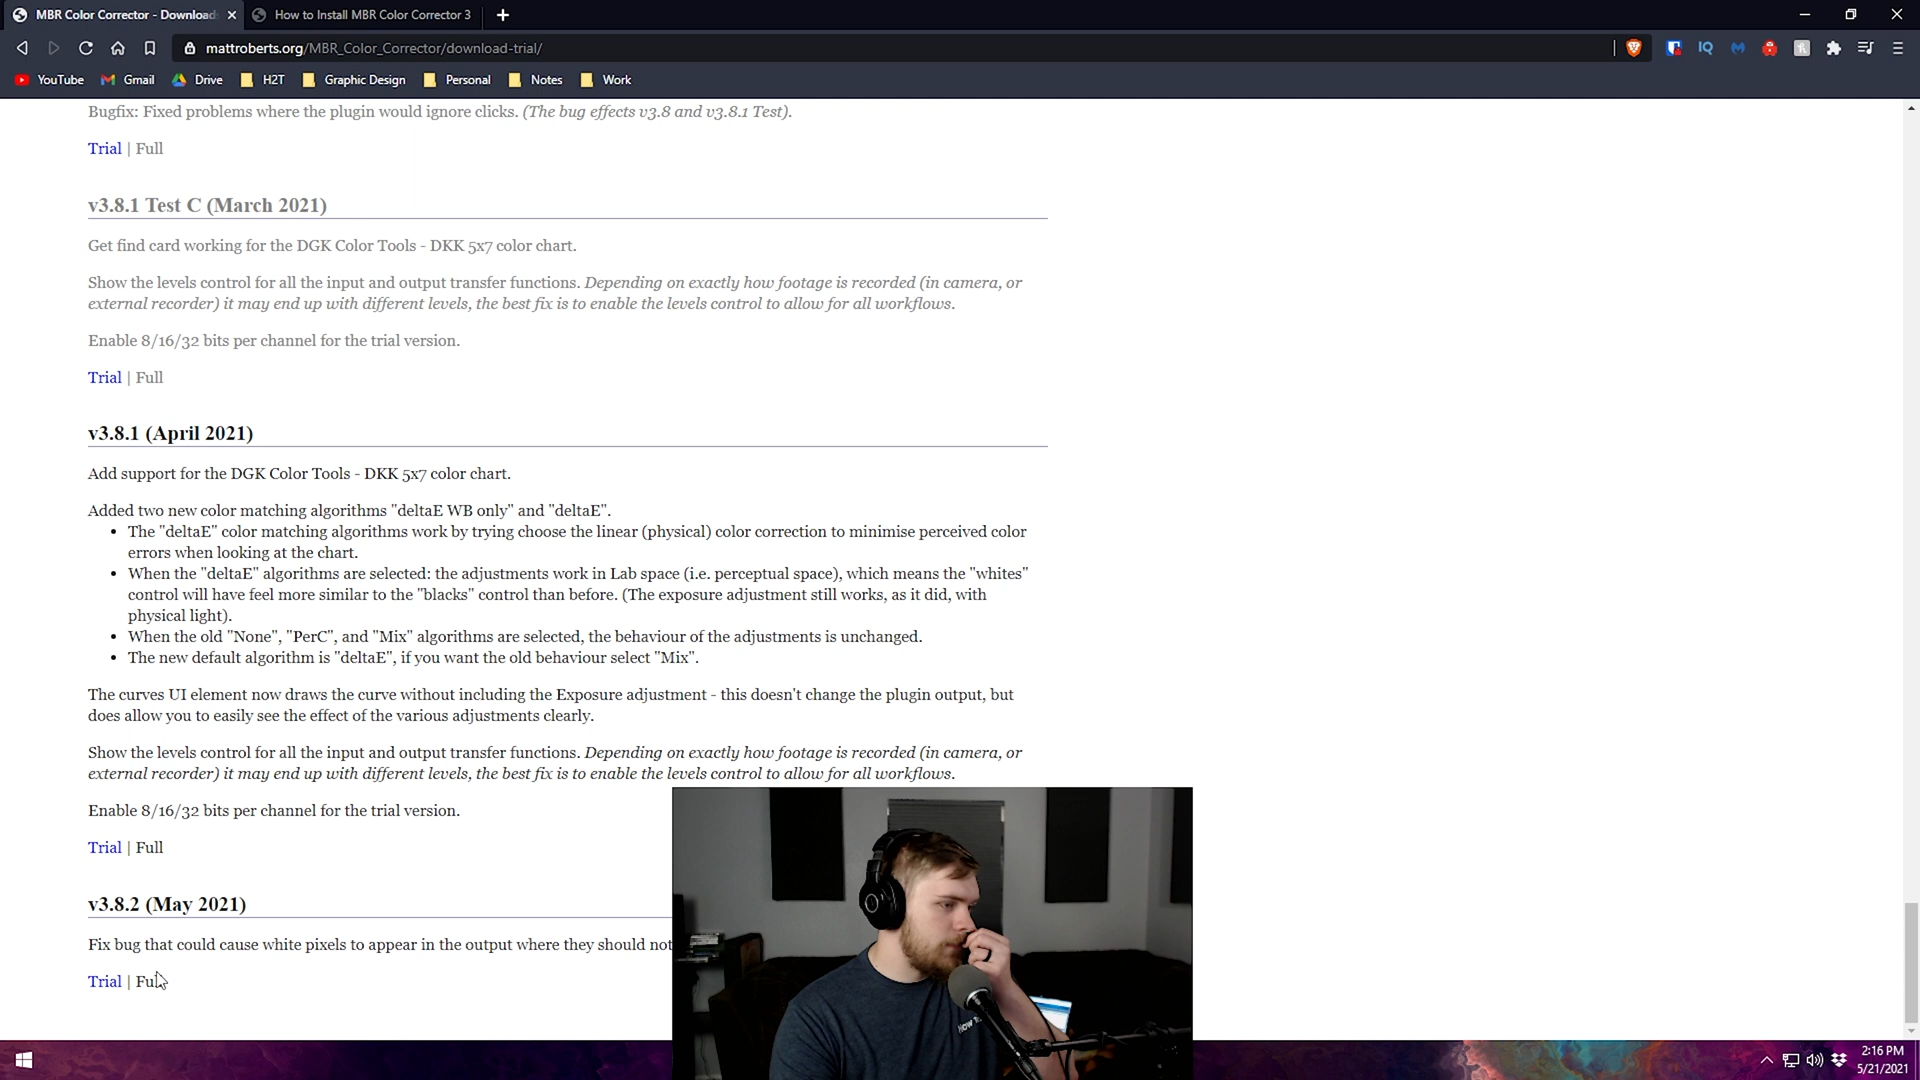 MBR Color Corrector - Download
How to Install MBR Color Corrector 3
mattroberts.org/MBR_Color_Corrector/download-trial/
YouTube
Gmail
Drive
H2T
Graphic Design
Personal
Notes
Work
Bugfix: Fixed problems where the plugin would ignore clicks. (The bug effects v3.8 and v3.8.1 Test).
Trial | Full
v3.8.1 Test C (March 2021)
Get find card working for the DGK Color Tools - DKK 5x7 color chart.
Show the levels control for all the input and output transfer functions. Depending on exactly how footage is recorded (in camera, or
external recorder) it may end up with different levels, the best fix is to enable the levels control to allow for all workflows.
Enable 8/16/32 bits per channel for the trial version.
Trial | Full
v3.8.1 (April 2021)
Add support for the DGK Color Tools - DKK 5x7 color chart.
Added two new color matching algorithms "deltaE WB only" and "deltaE".
• The "deltaE" color matching algorithms work by trying choose the linear (physical) color correction to minimise perceived color
errors when looking at the chart.
• When the "deltaE" algorithms are selected: the adjustments work in Lab space (i.e. perceptual space), which means the "whites"
control will have feel more similar to the "blacks" control than before. (The exposure adjustment still works, as it did, with
physical light).
• When the old "None", "PerC", and "Mix" algorithms are selected, the behaviour of the adjustments is unchanged.
• The new default algorithm is "deltaE", if you want the old behaviour select "Mix".
The curves UI element now draws the curve without including the Exposure adjustment - this doesn't change the plugin output, but
does allow you to easily see the effect of the various adjustments clearly.
Show the levels control for all the input and output transfer functions. Depending on exactly how footage is recorded (in camera, or
external recorder) it may end up with different levels, the best fix is to enable the levels control to allow for all workflows.
Enable 8/16/32 bits per channel for the trial version.
Trial | Full
v3.8.2 (May 2021)
Fix bug that could cause white pixels to appear in the output where they should not
Trial | Full
2:16 PM
5/21/2021